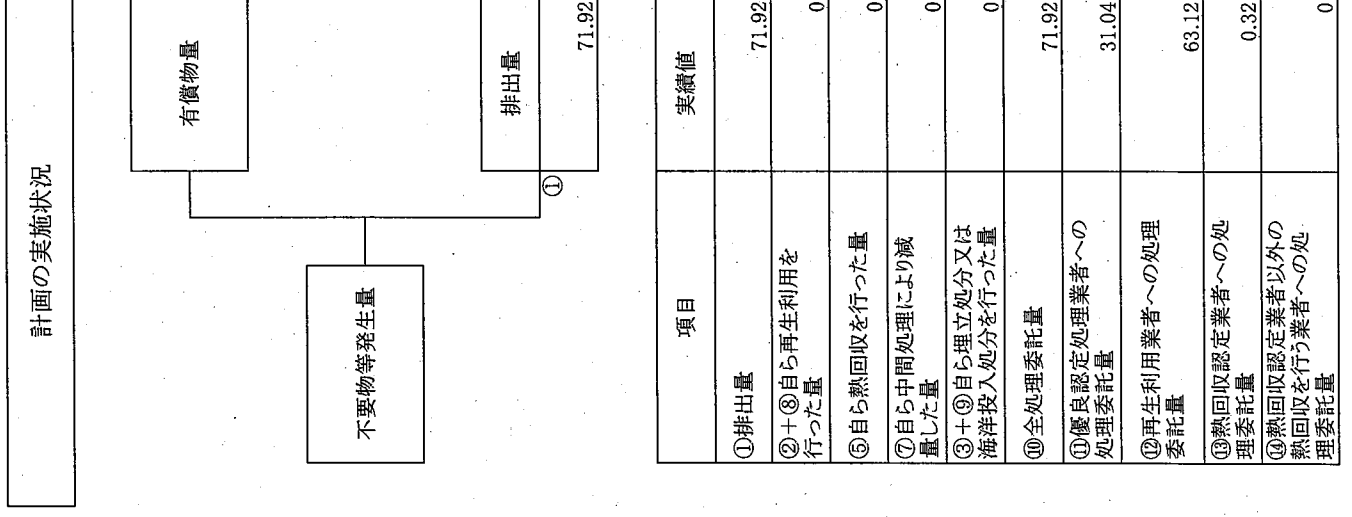 計画の実施状況
有償物量
不要物等発生量
排出量
①
71.92
項目
実績値
①排出量
71.92
②+⑧自ら再生利用を
行った量
0
⑤自ら熱回収を行った量
0
⑦自ら中間処理により減
量した量
0
③+⑨自ら埋立処分又は
海洋投入処分を行った量
0
⑩全処理委託量
71.92
⑪優良認定処理業者への
処理委託量
31.04
⑫再生利用業者への処理
委託量
63.12
⑬熱回収認定業者への処
理委託量
0.32
⑭熱回収認定業者以外の
熱回収を行う業者への処
理委託量
0